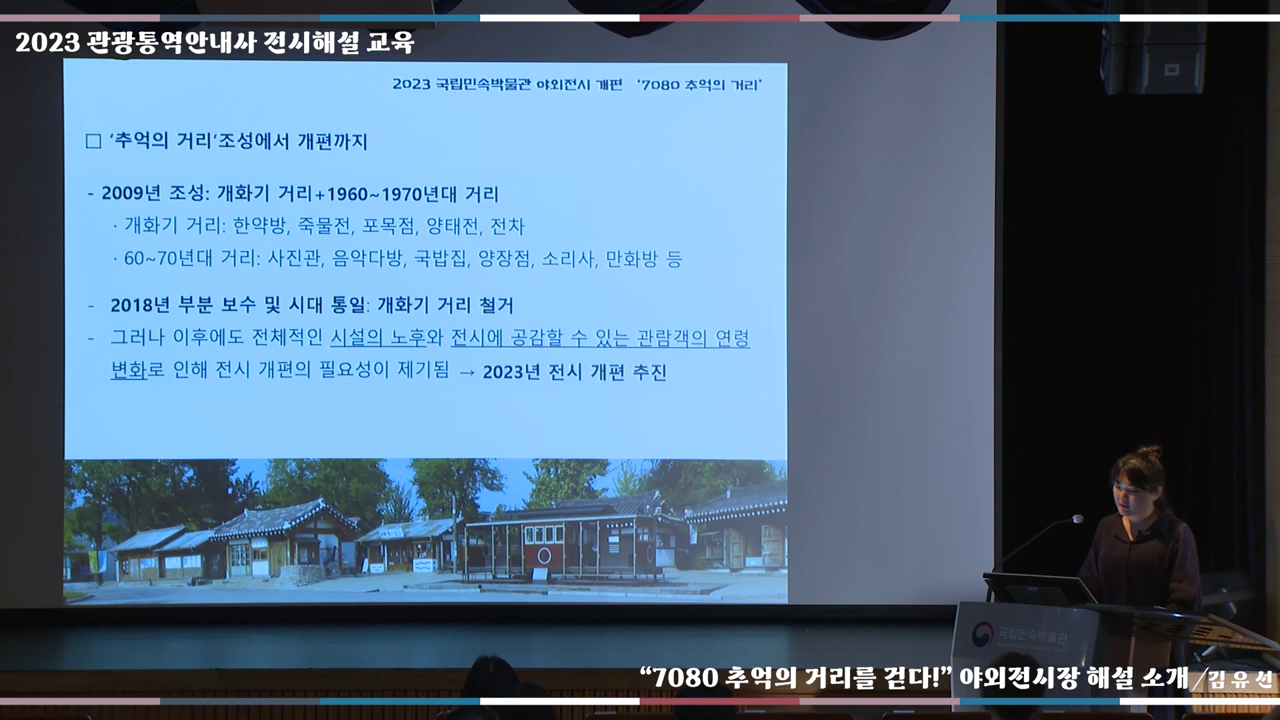 2023 관광통역안내사 전시해설 교육
2023 국립민속박물관 야외전시 개편 ‘7080 추억의 거리’
□ ‘추억의 거리’조성에서 개편까지
- 2009년 조성: 개화기 거리+1960~1970년대 거리
· 개화기 거리: 한약방, 죽물전, 포목점, 양태전, 전차
· 60~70년대 거리: 사진관, 음악다방, 국밥집, 양장점, 소리사, 만화방 등
- 2018년 부분 보수 및 시대 통일: 개화기 거리 철거
- 그러나 이후에도 전체적인 시설의 노후와 전시에 공감할 수 있는 관람객의 연령
변화로 인해 전시 개편의 필요성이 제기됨 → 2023년 전시 개편 추진
국립민속박물관
“7080 추억의 거리를 걷다!” 야외전시장 해설 소개/김유선